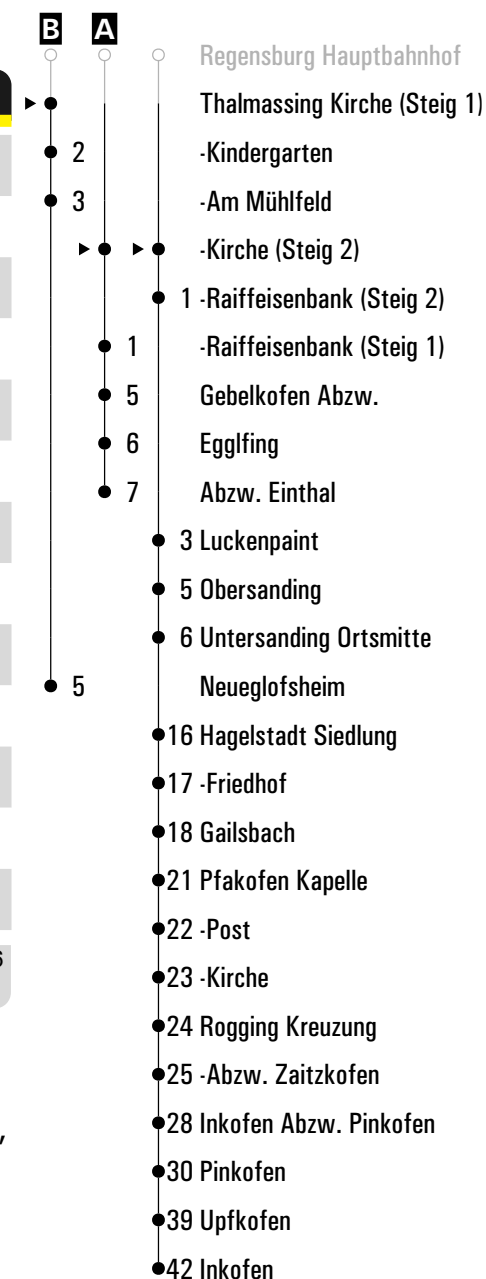 B A
Regensburg Hauptbahnhof
Thalmassing Kirche (Steig 1)
2 -Kindergarten
3 -Am Mühlfeld
-Kirche (Steig 2)
1 -Raiffeisenbank (Steig 2)
1 -Raiffeisenbank (Steig 1)
5 Gebelkofen Abzw.
6 Egglfing
7 Abzw. Einthal
3 Luckenpaint
5 Obersanding
6 Untersanding Ortsmitte
5 Neueglofsheim
16 Hagelstadt Siedlung
17 -Friedhof
18 Gailsbach
21 Pfakofen Kapelle
22 -Post
23 -Kirche
24 Rogging Kreuzung
25 -Abzw. Zaitzkofen
28 Inkofen Abzw. Pinkofen
30 Pinkofen
39 Upfkofen
42 Inkofen